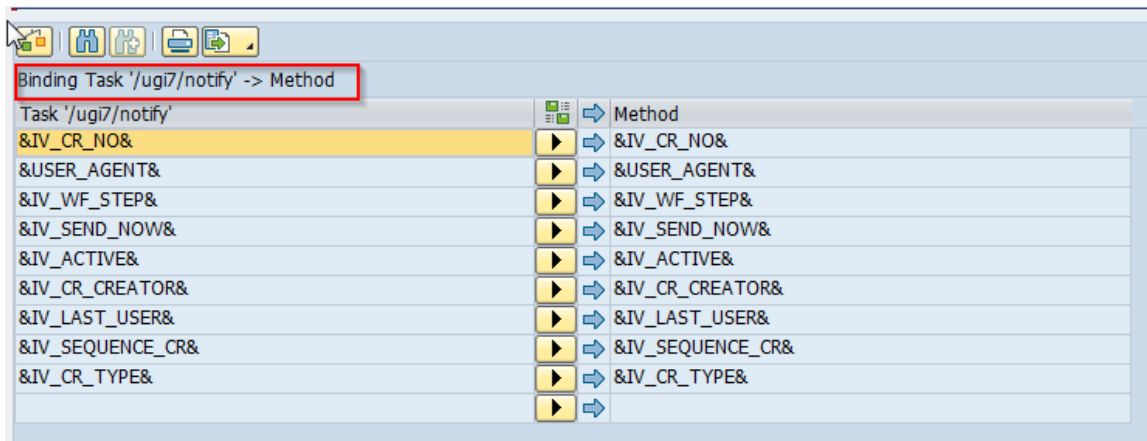 Binding Task '/ugi7/notify' -> Method
Task '/ugi7/notify' Method
&IV_CR_NO& &IV_CR_NO&
&USER_AGENT& &USER_AGENT&
&IV_WF_STEP& &IV_WF_STEP&
&IV_SEND_NOW& &IV_SEND_NOW&
&IV_ACTIVE& &IV_ACTIVE&
&IV_CR_CREATOR& &IV_CR_CREATOR&
&IV_LAST_USER& &IV_LAST_USER&
&IV_SEQUENCE_CR& &IV_SEQUENCE_CR&
&IV_CR_TYPE& &IV_CR_TYPE&